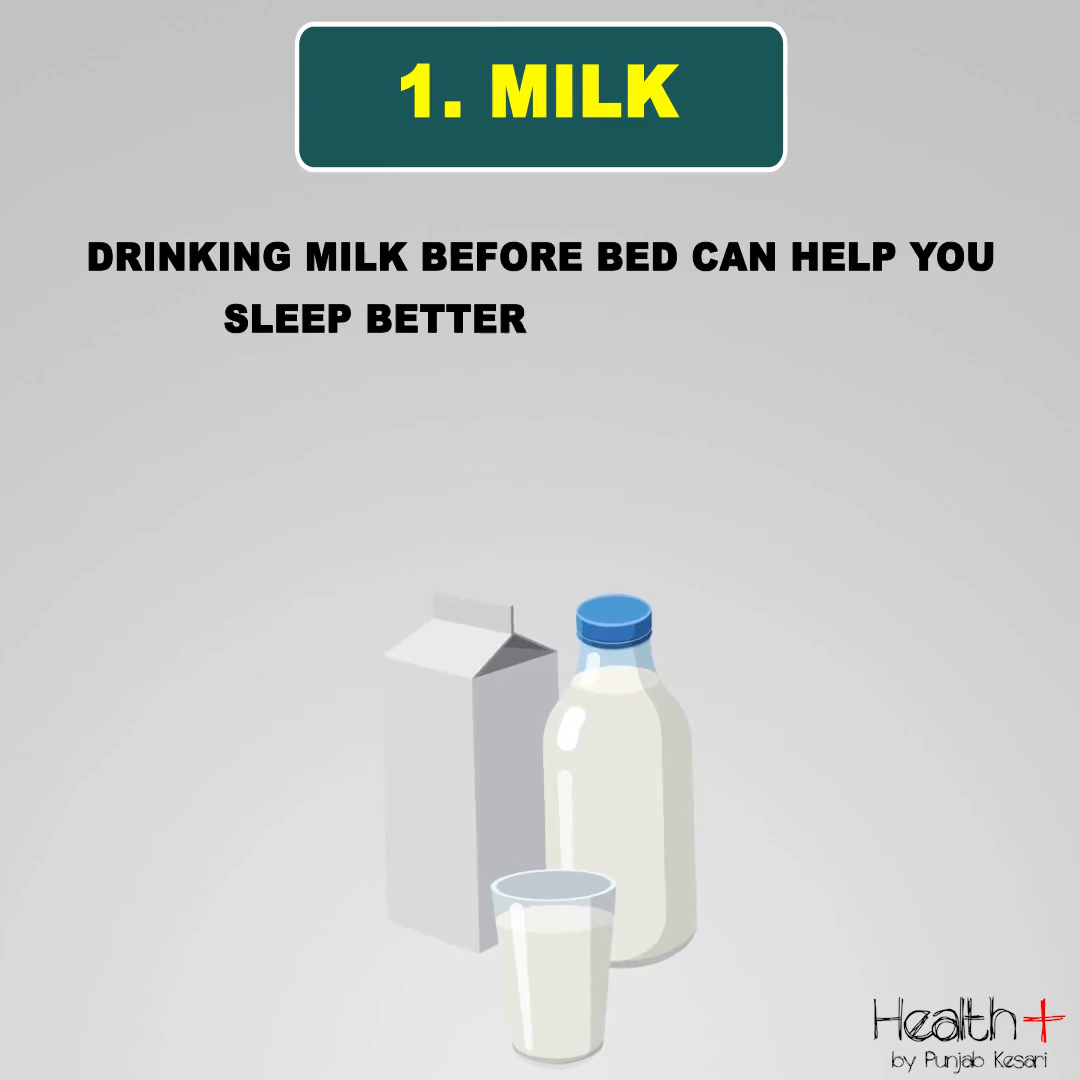 1. MILK
DRINKING MILK BEFORE BED CAN HELP YOU
SLEEP BETTER
Health+
by Punjab Kesari